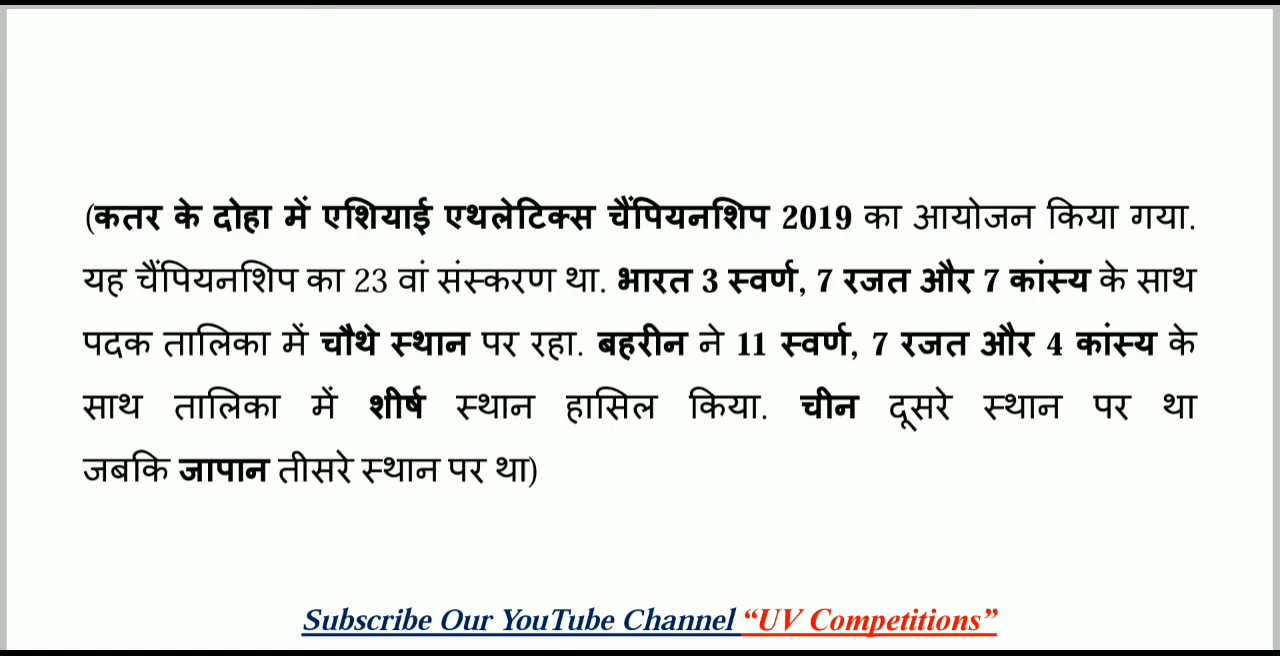 (कतर के दोहा में एशियाई एथलेटिक्स चैंपियनशिप 2019 का आयोजन किया गया.
यह चैंपियनशिप का 23 वां संस्करण था. भारत 3 स्वर्ण, 7 रजत और 7 कांस्य के साथ
पदक तालिका में चौथे स्थान पर रहा. बहरीन ने 11 स्वर्ण, 7 रजत और 4 कांस्य के
साथ तालिका में शीर्ष स्थान हासिल किया. चीन दूसरे स्थान पर था
जबकि जापान तीसरे स्थान पर था)
Subscribe Our YouTube Channel “UV Competitions”